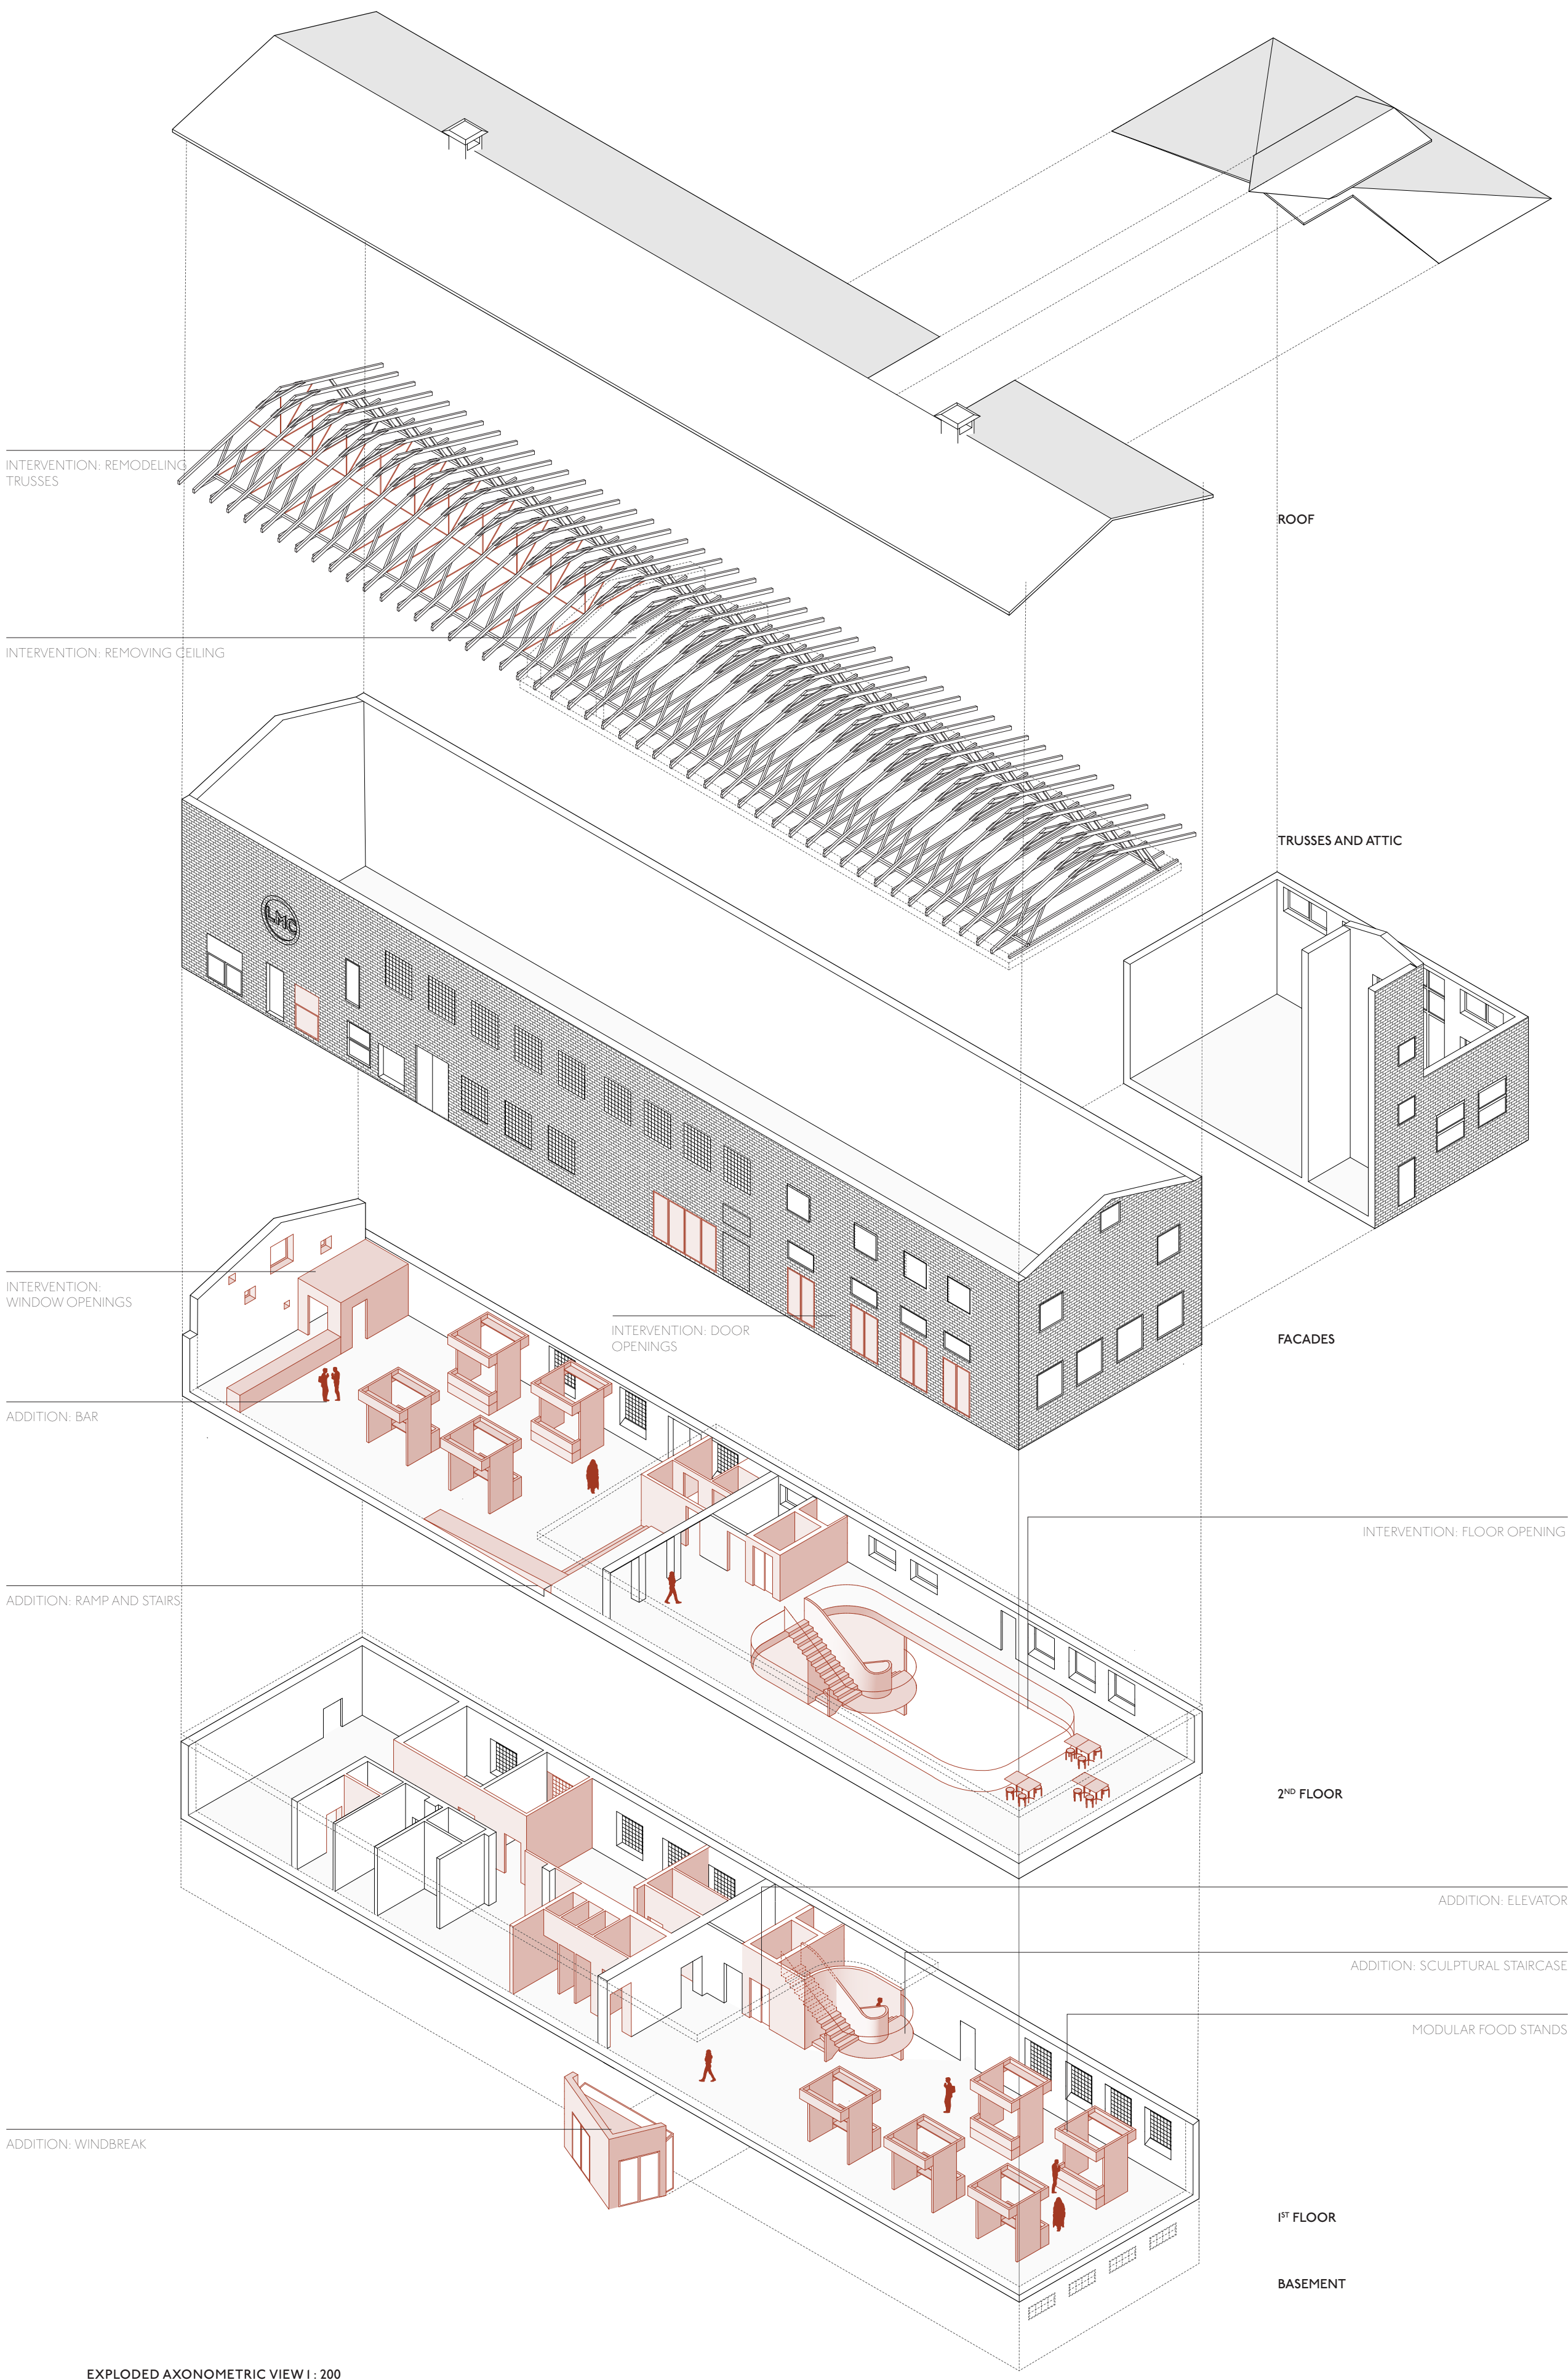 ROOF
INTERVENTION: REMODELING
TRUSSES
INTERVENTION: REMOVING CEILING
TRUSSES AND ATTIC
LMC
INTERVENTION:
WINDOW OPENINGS
INTERVENTION: DOOR
OPENINGS
FACADES
ADDITION: BAR
INTERVENTION: FLOOR OPENING
ADDITION: RAMP AND STAIRS
2ND FLOOR
ADDITION: ELEVATOR
ADDITION: SCULPTURAL STAIRCASE
MODULAR FOOD STANDS
ADDITION: WINDBREAK
1ST FLOOR
BASEMENT
EXPLODED AXONOMETRIC VIEW 1 : 200